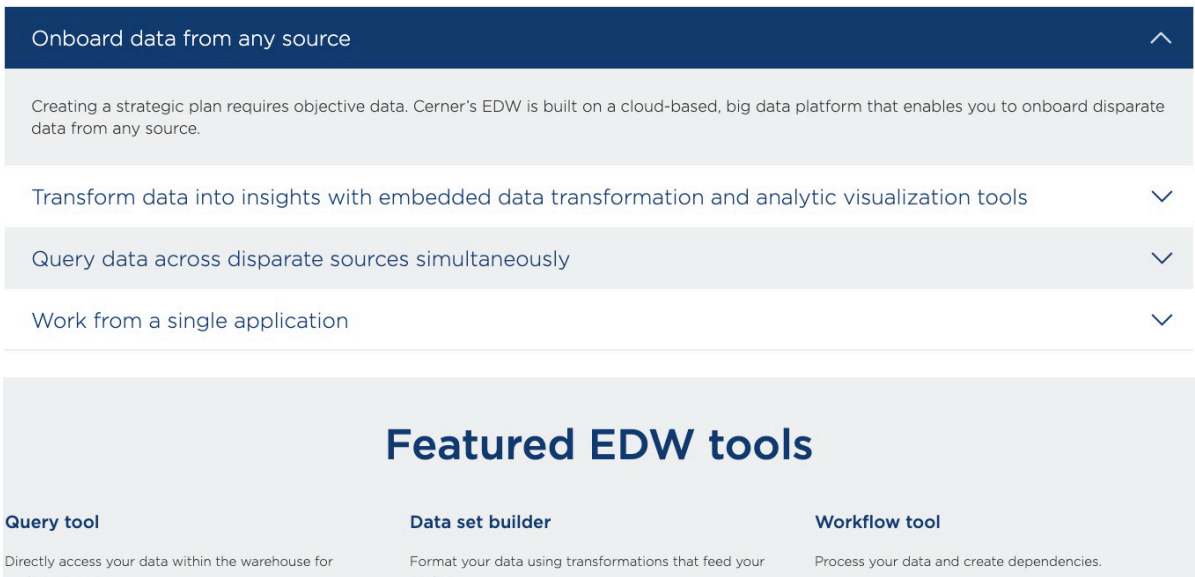 Onboard data from any source
Creating a strategic plan requires objective data. Cerner’s EDW is built on a cloud-based, big data platform that enables you to onboard disparate
data from any source.
Transform data into insights with embedded data transformation and analytic visualization tools
Query data across disparate sources simultaneously
Work from a single application
Featured EDW tools
Query tool
Directly access your data within the warehouse for
Data set builder
Format your data using transformations that feed your
Workflow tool
Process your data and create dependencies.